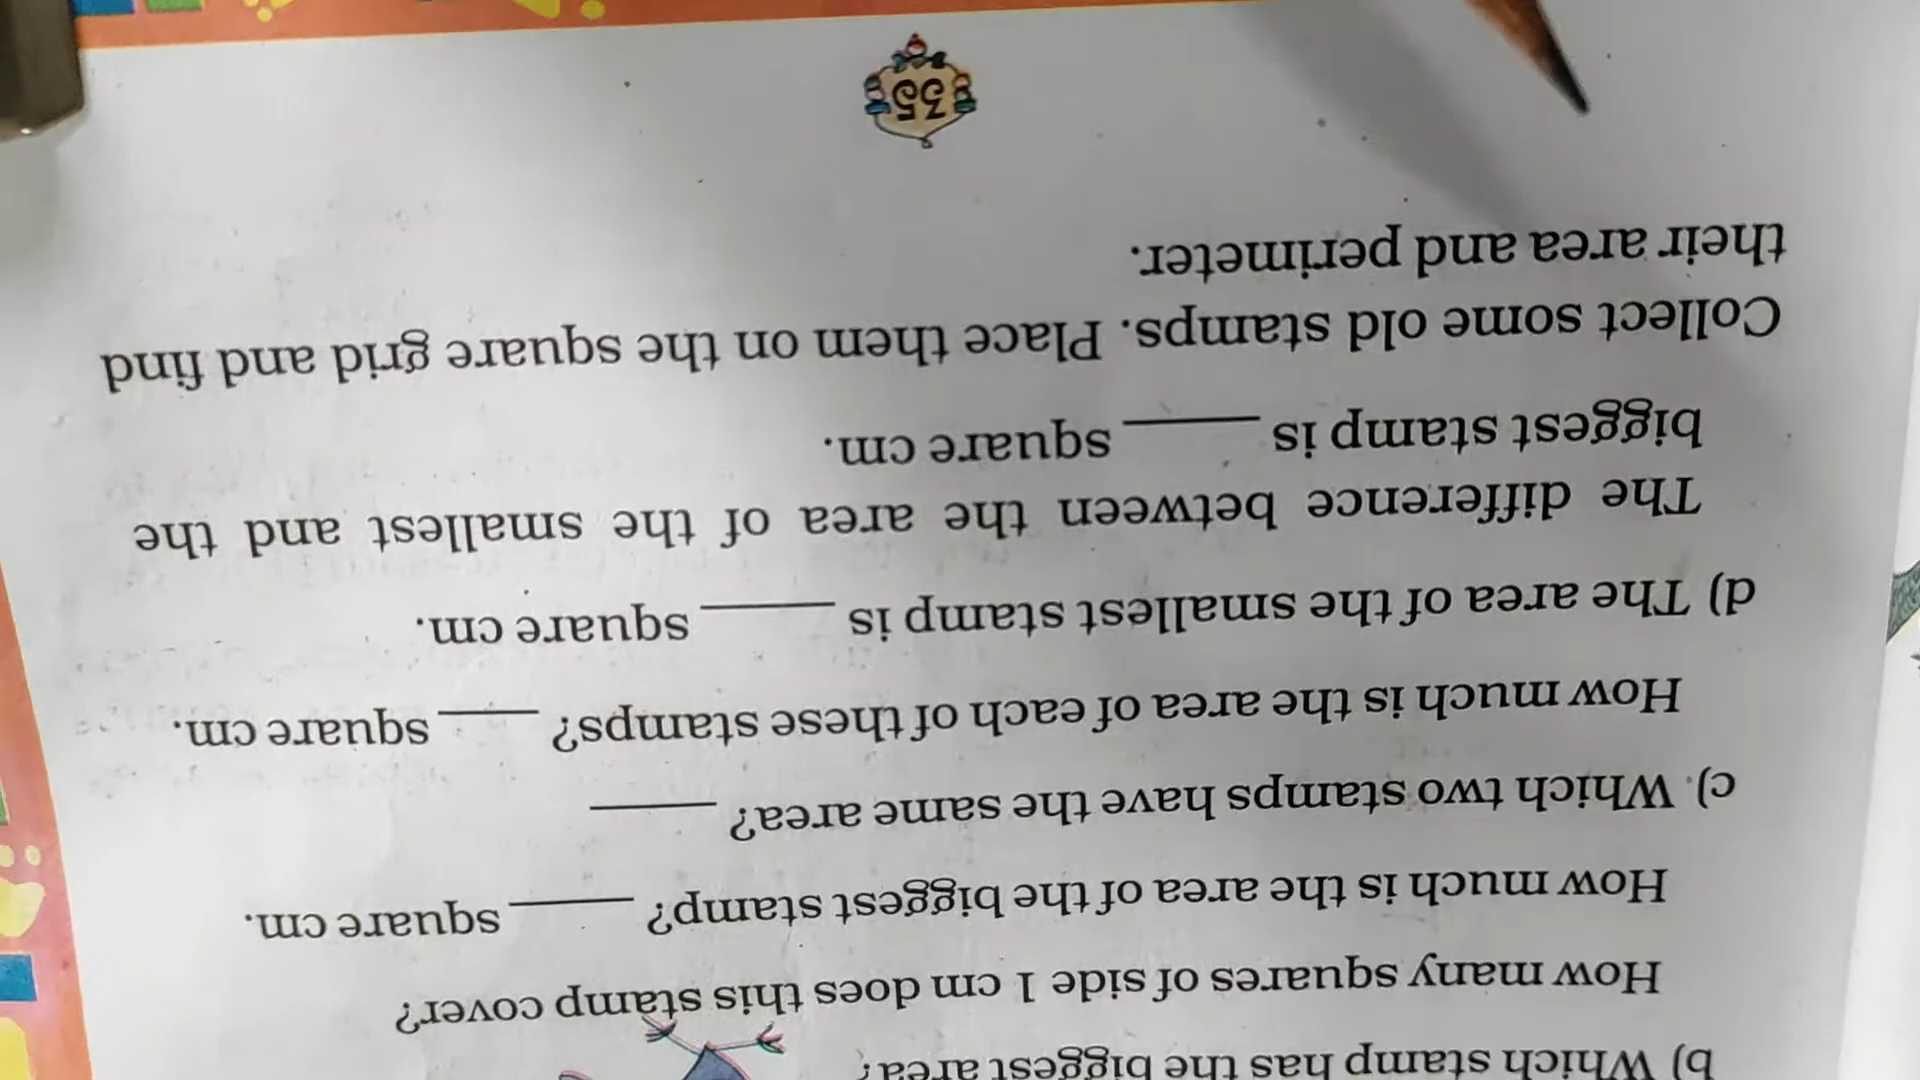 b) Which stamp has the biggest area?
How many squares of side 1 cm does this stamp cover?
How much is the area of the biggest stamp? _____ square cm.
c) Which two stamps have the same area? _____
How much is the area of each of these stamps? ____ square cm.
d) The area of the smallest stamp is _____ square cm.
The difference between the area of the smallest and the
biggest stamp is _____ square cm.
Collect some old stamps. Place them on the square grid and find
their area and perimeter.
35